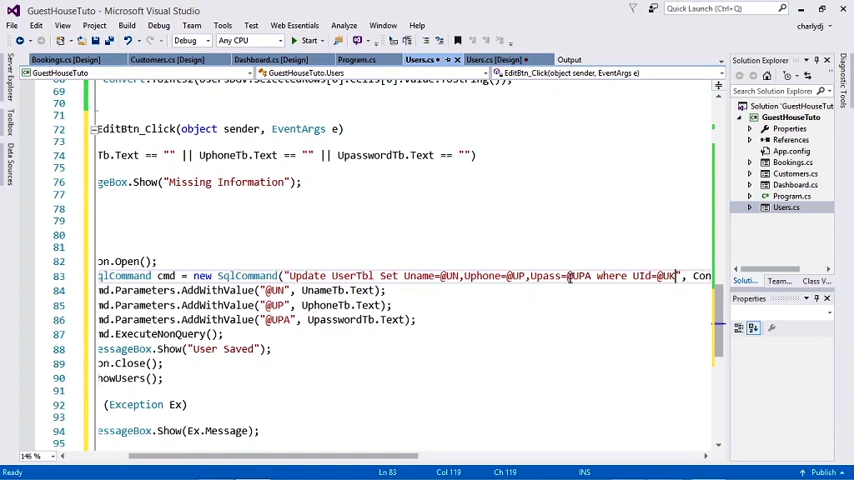 GuestHouseTuto - Microsoft Visual Studio
Quick Launch (Ctrl+Q)
FILE EDIT VIEW PROJECT BUILD DEBUG TEAM TOOLS TEST WEB ESSENTIALS ANALYZE WINDOW HELP
charlydj
Debug Any CPU Start
Server Explorer
Toolbox
Data Sources
Bookings.cs [Design] Customers.cs [Design] Dashboard.cs [Design] Program.cs Users.cs Users.cs [Design] Output
GuestHouseTuto GuestHouseTuto.Users EditBtn_Click(object sender, EventArgs e)
70
71
72 EditBtn_Click(object sender, EventArgs e)
73
74 Tb.Text == "" || UphoneTb.Text == "" || UpasswordTb.Text == "")
75
76 geBox.Show("Missing Information");
77
78
79
80
81
82 on.Open();
83 qlCommand cmd = new SqlCommand("Update UserTbl Set Uname=@UN,Uphone=@UP,Upass=@UPA where UId=@UK", Con
84 md.Parameters.AddWithValue("@UN", UnameTb.Text);
85 md.Parameters.AddWithValue("@UP", UphoneTb.Text);
86 md.Parameters.AddWithValue("@UPA", UpasswordTb.Text);
87 md.ExecuteNonQuery();
88 essageBox.Show("User Saved");
89 on.Close();
90 howUsers();
91
92 (Exception Ex)
93
94 essageBox.Show(Ex.Message);
95
146 %
Solution Explorer
Search Solution Explorer
Solution 'GuestHouseTut
GuestHouseTuto
Properties
References
App.config
Bookings.cs
Customers.cs
Dashboard.cs
Program.cs
Users.cs
Soluti... Team...
Properties
Diagnostic Tools
Ready Ln 83 Col 119 Ch 119 INS Publish